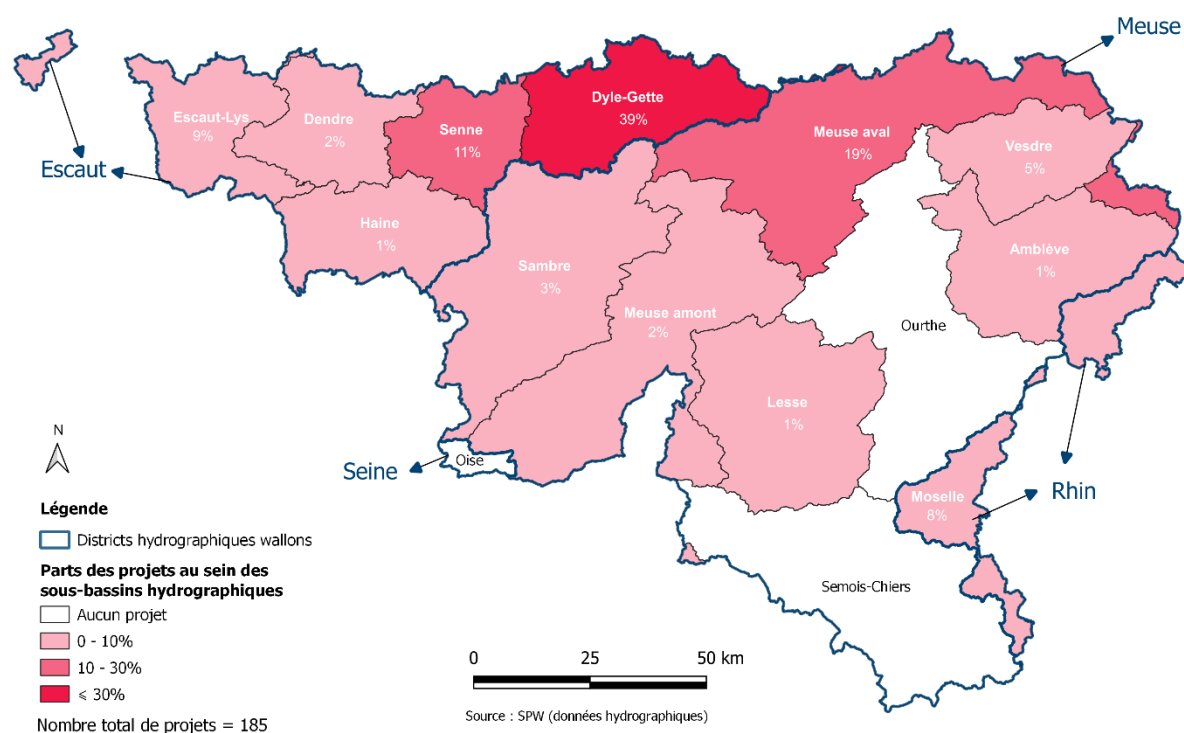 Meuse
Escaut
Escaut-Lys
9%
Dendre
2%
Senne
11%
Dyle-Gette
39%
Meuse aval
19%
Vesdre
5%
Haine
1%
Sambre
3%
Meuse amont
2%
Amblève
1%
Ourthe
Lesse
1%
Oise
Seine
Moselle
8%
Rhin
Semois-Chiers
N
Légende
Districts hydrographiques wallons
Parts des projets au sein des
sous-bassins hydrographiques
Aucun projet
0 - 10%
10 - 30%
⩽ 30%
Nombre total de projets = 185
0 25 50 km
Source : SPW (données hydrographiques)